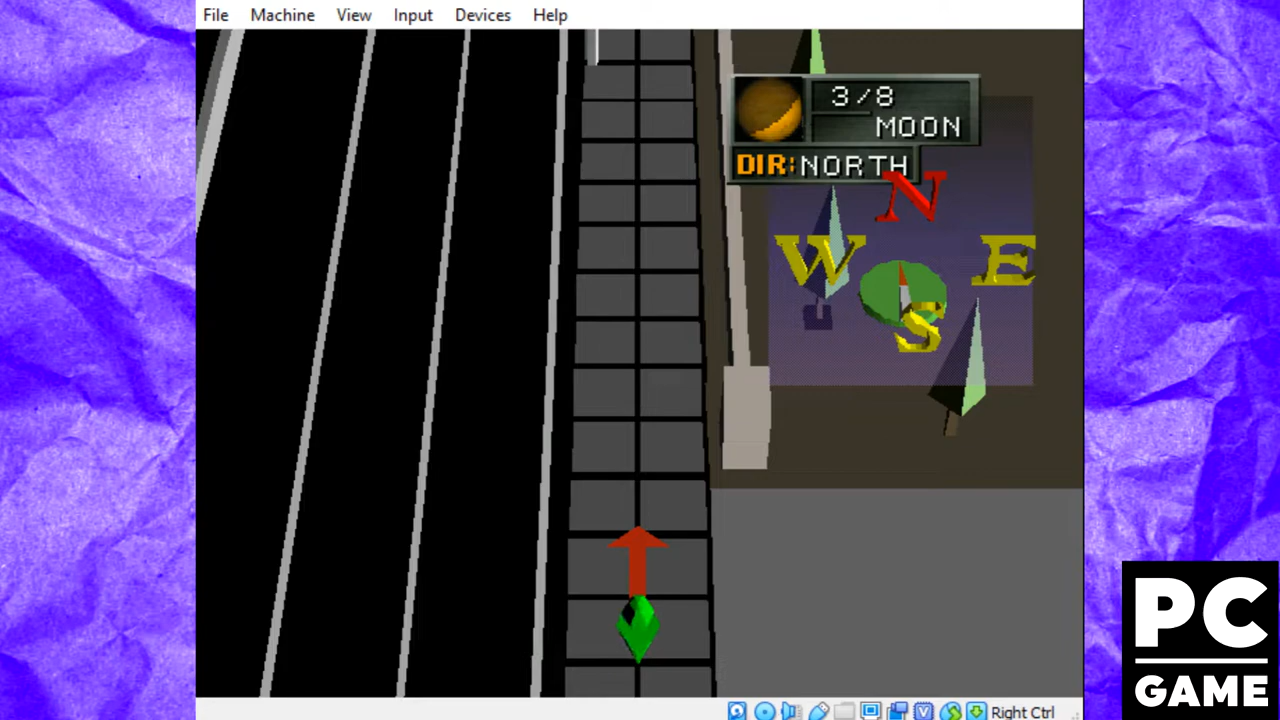 File Machine View Input Devices Help
3/8
MOON
DIR:NORTH
N
W E
S
Right Ctrl
PC
GAME